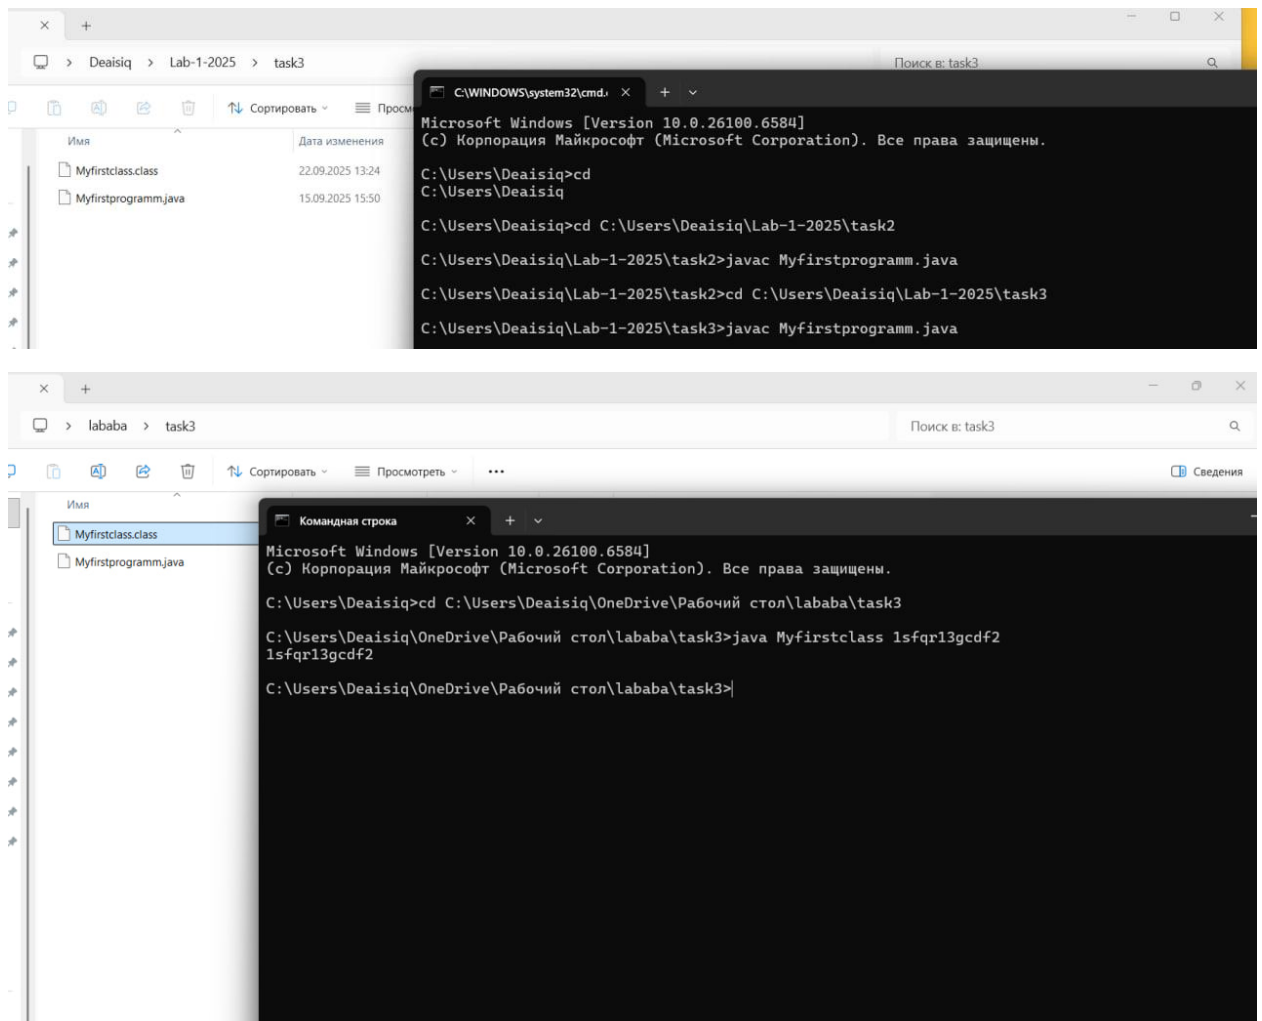 Deaisiq > Lab-1-2025 > task3
Поиск в: task3
Сортировать
Просм
Имя
Дата изменения
Myfirstclass.class
22.09.2025 13:24
Myfirstprogramm.java
15.09.2025 15:50
C:\WINDOWS\system32\cmd.
Microsoft Windows [Version 10.0.26100.6584]
(c) Корпорация Майкрософт (Microsoft Corporation). Все права защищены.
C:\Users\Deaisiq>cd
C:\Users\Deaisiq
C:\Users\Deaisiq>cd C:\Users\Deaisiq\Lab-1-2025\task2
C:\Users\Deaisiq\Lab-1-2025\task2>javac Myfirstprogramm.java
C:\Users\Deaisiq\Lab-1-2025\task2>cd C:\Users\Deaisiq\Lab-1-2025\task3
C:\Users\Deaisiq\Lab-1-2025\task3>javac Myfirstprogramm.java
lababa > task3
Поиск в: task3
Сортировать
Просмотреть
Сведения
Имя
Myfirstclass.class
Myfirstprogramm.java
Командная строка
Microsoft Windows [Version 10.0.26100.6584]
(c) Корпорация Майкрософт (Microsoft Corporation). Все права защищены.
C:\Users\Deaisiq>cd C:\Users\Deaisiq\OneDrive\Рабочий стол\lababa\task3
C:\Users\Deaisiq\OneDrive\Рабочий стол\lababa\task3>java Myfirstclass 1sfqr13gcdf2
1sfqr13gcdf2
C:\Users\Deaisiq\OneDrive\Рабочий стол\lababa\task3>